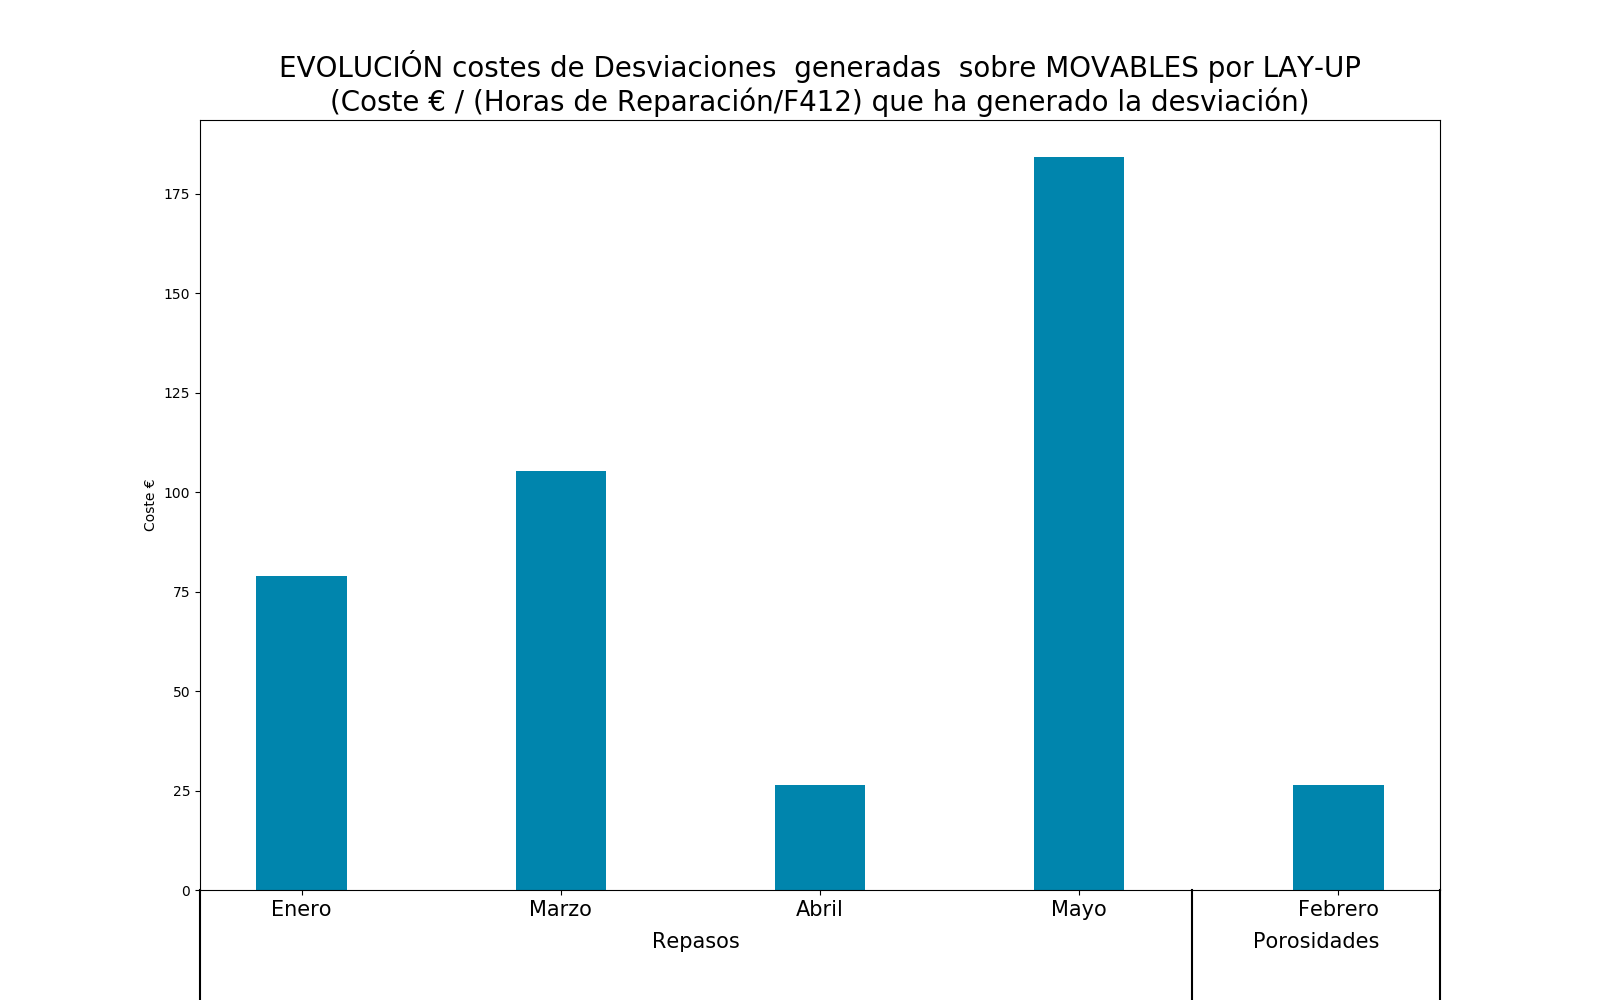 EVOLUCIÓN costes de Desviaciones  generadas  sobre MOVABLES por LAY-UP
(Coste € / (Horas de Reparación/F412) que ha generado la desviación)
Coste €
175
150
125
100
75
50
25
0
Enero Marzo Abril Mayo Febrero
Repasos Porosidades